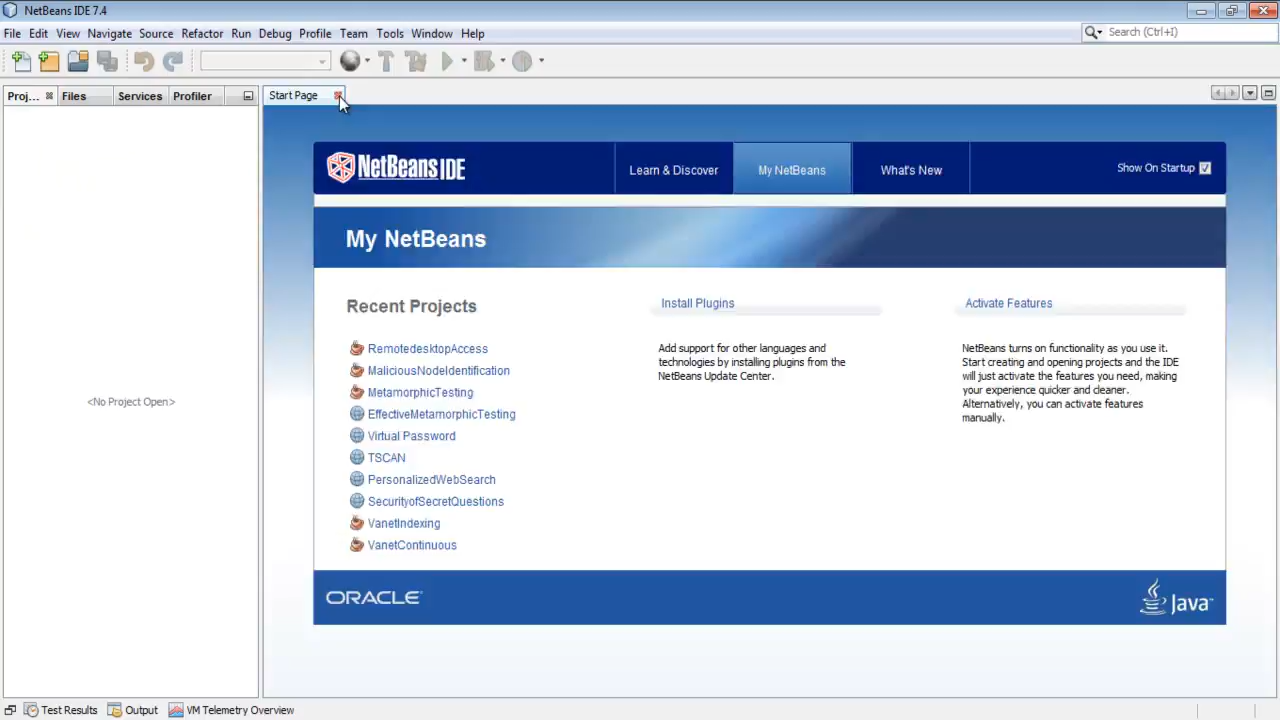 NetBeans IDE 7.4
File Edit View Navigate Source Refactor Run Debug Profile Team Tools Window Help
Search (Ctrl+I)
Proj... Files Services Profiler
Start Page
NetBeans IDE
Learn & Discover
My NetBeans
What's New
Show On Startup
My NetBeans
Recent Projects
RemotedesktopAccess
MaliciousNodeIdentification
MetamorphicTesting
EffectiveMetamorphicTesting
Virtual Password
TSCAN
PersonalizedWebSearch
SecurityofSecretQuestions
VanetIndexing
VanetContinuous
Install Plugins
Add support for other languages and
technologies by installing plugins from the
NetBeans Update Center.
Activate Features
NetBeans turns on functionality as you use it.
Start creating and opening projects and the IDE
will just activate the features you need, making
your experience quicker and cleaner.
Alternatively, you can activate features
manually.
<No Project Open>
ORACLE
Java™
Test Results Output VM Telemetry Overview